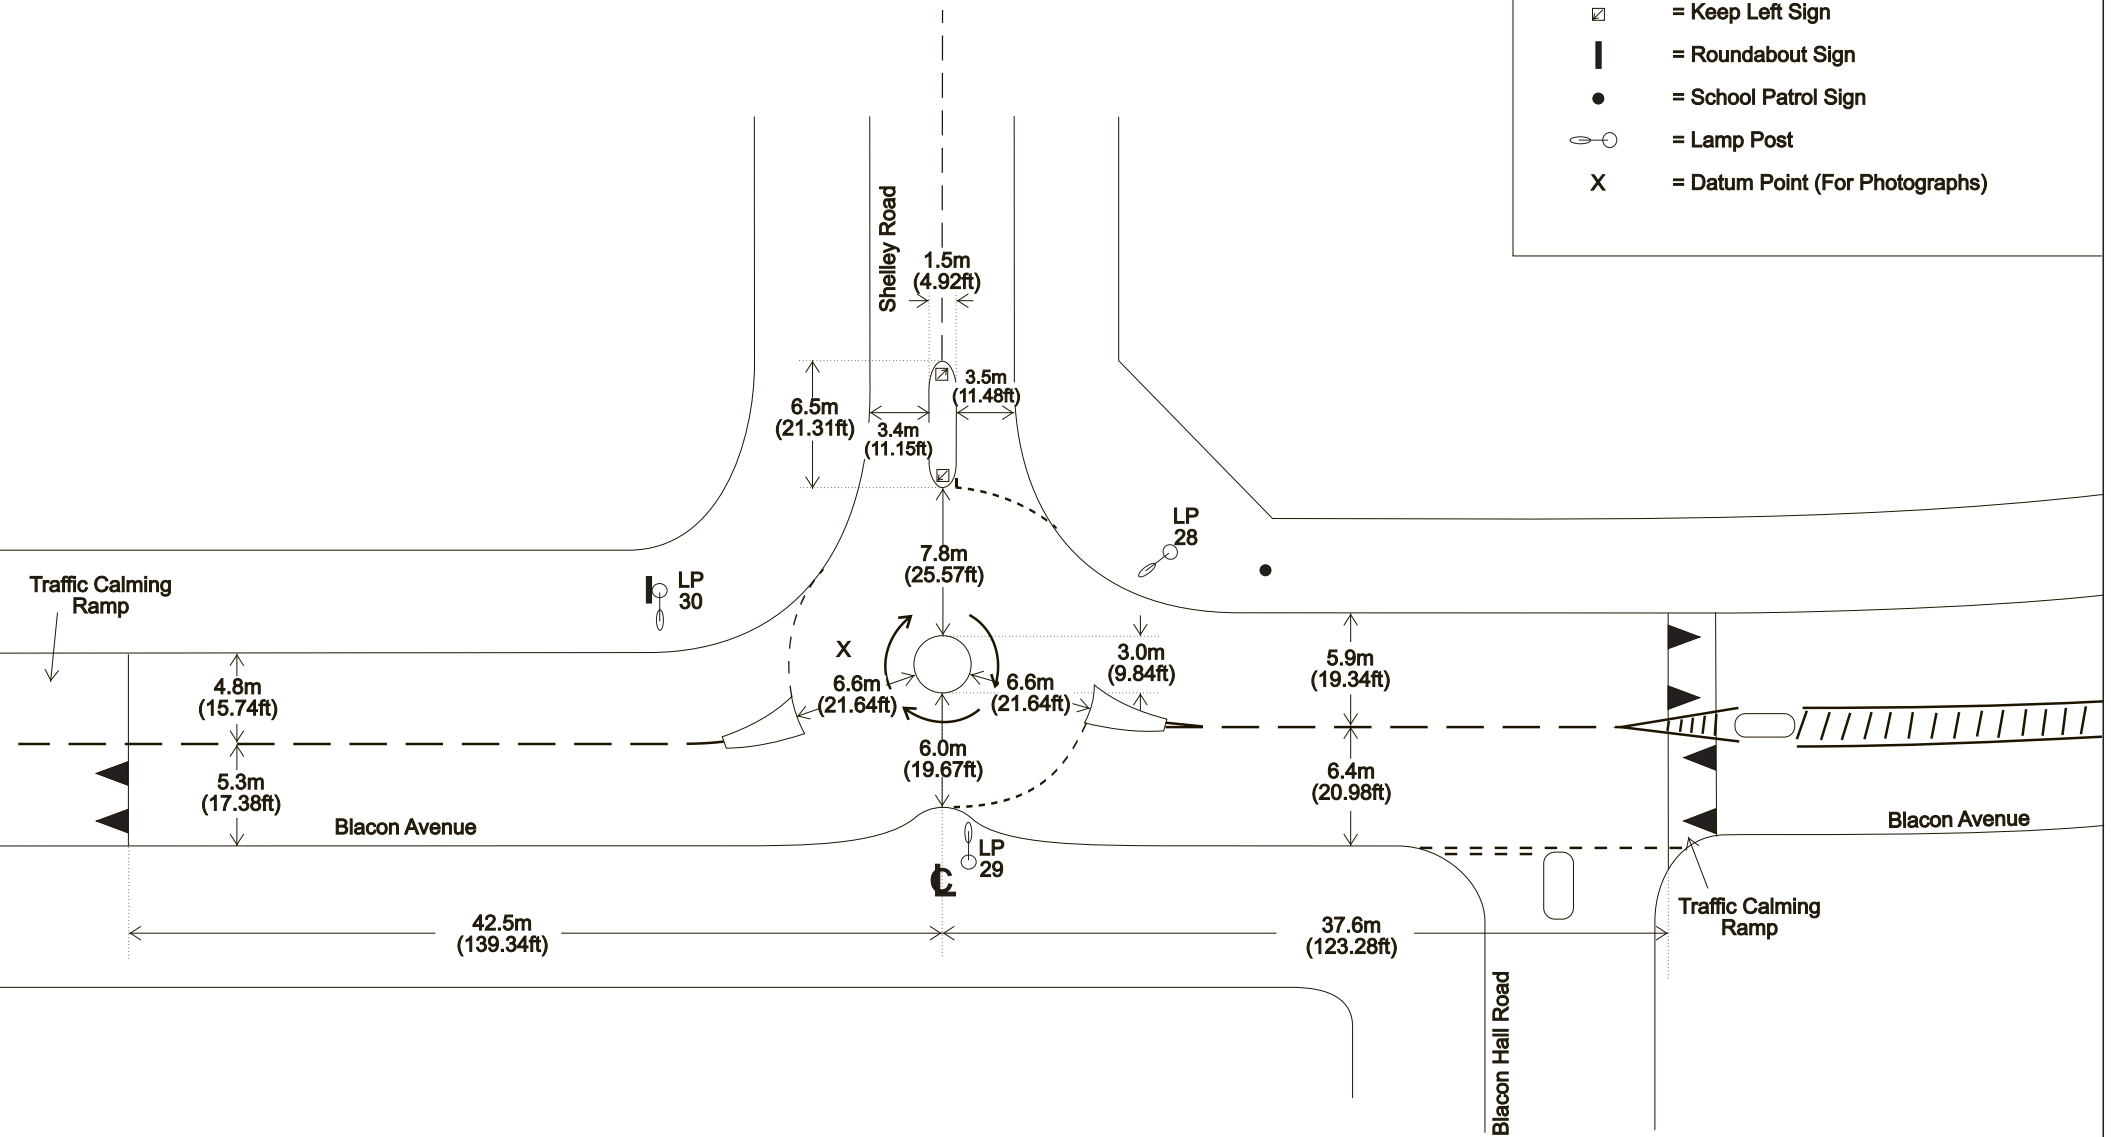 = Keep Left Sign
= Roundabout Sign
= School Patrol Sign
= Lamp Post
X = Datum Point (For Photographs)
Shelley Road
1.5m
(4.92ft)
3.5m
(11.48ft)
6.5m
(21.31ft)
3.4m
(11.15ft)
LP
28
7.8m
(25.57ft)
Traffic Calming
Ramp
LP
30
X
3.0m
(9.84ft)
5.9m
(19.34ft)
4.8m
(15.74ft)
6.6m
(21.64ft)
6.6m
(21.64ft)
6.0m
(19.67ft)
5.3m
(17.38ft)
6.4m
(20.98ft)
Blacon Avenue
Blacon Avenue
LP
29
℄
Traffic Calming
Ramp
42.5m
(139.34ft)
37.6m
(123.28ft)
Blacon Hall Road